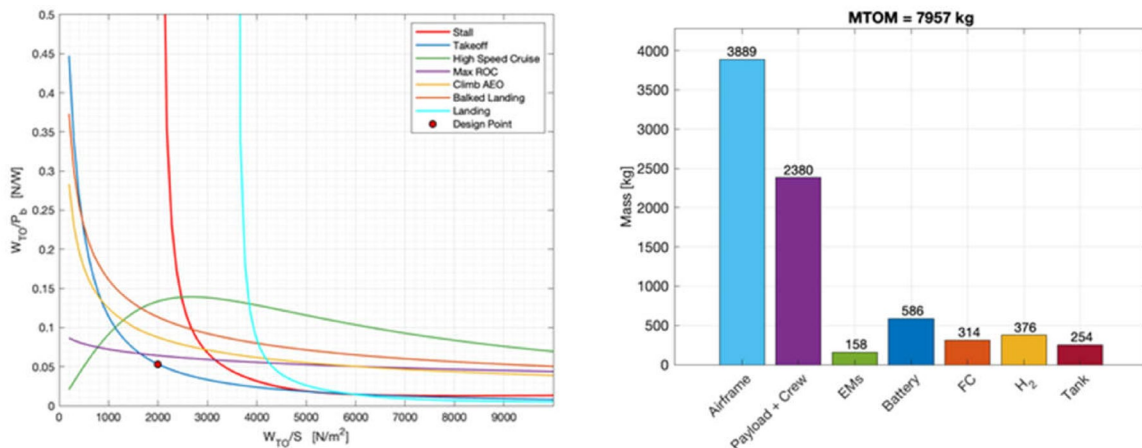 0.5
0.45
0.4
0.35
0.3
0.25
0.2
0.15
0.1
0.05
0
W_TO/P_b [N/W]
0 1000 2000 3000 4000 5000 6000 7000 8000 9000
W_TO/S [N/m²]
Stall
Takeoff
High Speed Cruise
Max ROC
Climb AEO
Balked Landing
Landing
Design Point
MTOM = 7957 kg
4000
3500
3000
2500
2000
1500
1000
500
0
Mass [kg]
3889
2380
158
586
314
376
254
Airframe
Payload + Crew
EMs
Battery
FC
H₂
Tank